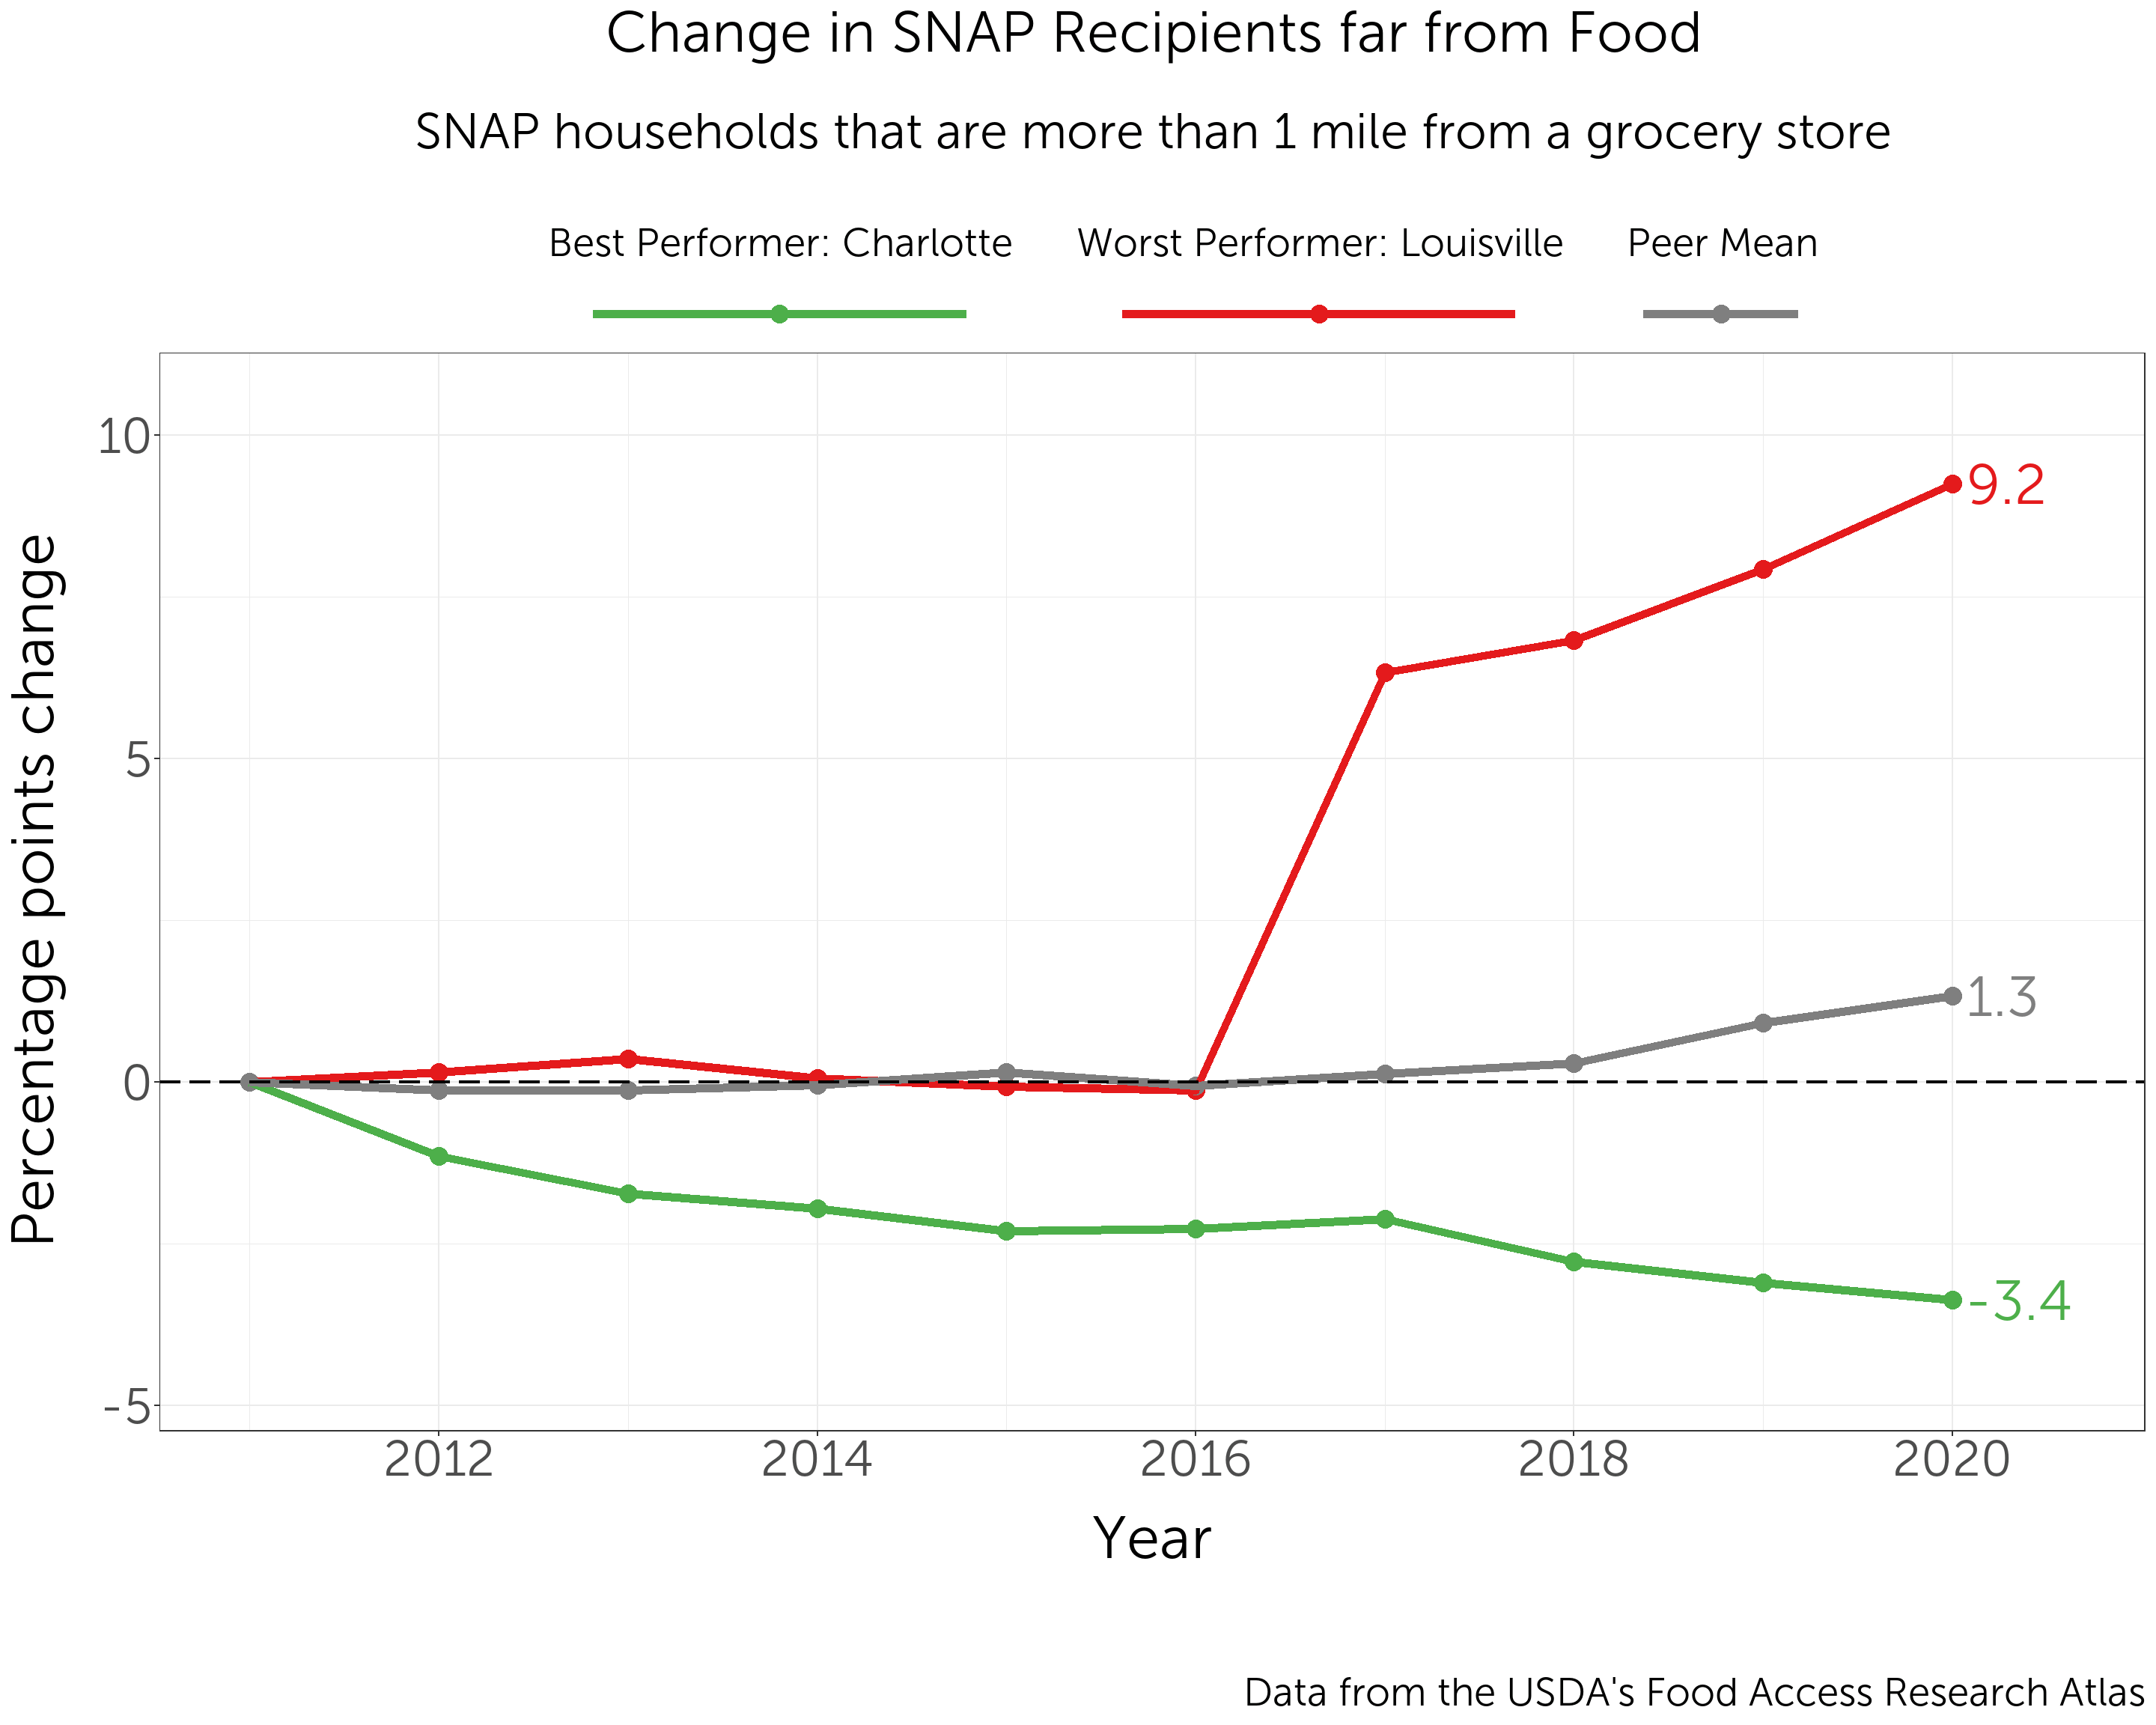 Change in SNAP Recipients far from Food
SNAP households that are more than 1 mile from a grocery store
Best Performer: Charlotte Worst Performer: Louisville Peer Mean
Percentage points change
10
5
0
-5
9.2
1.3
-3.4
2012 2014 2016 2018 2020
Year
Data from the USDA's Food Access Research Atlas